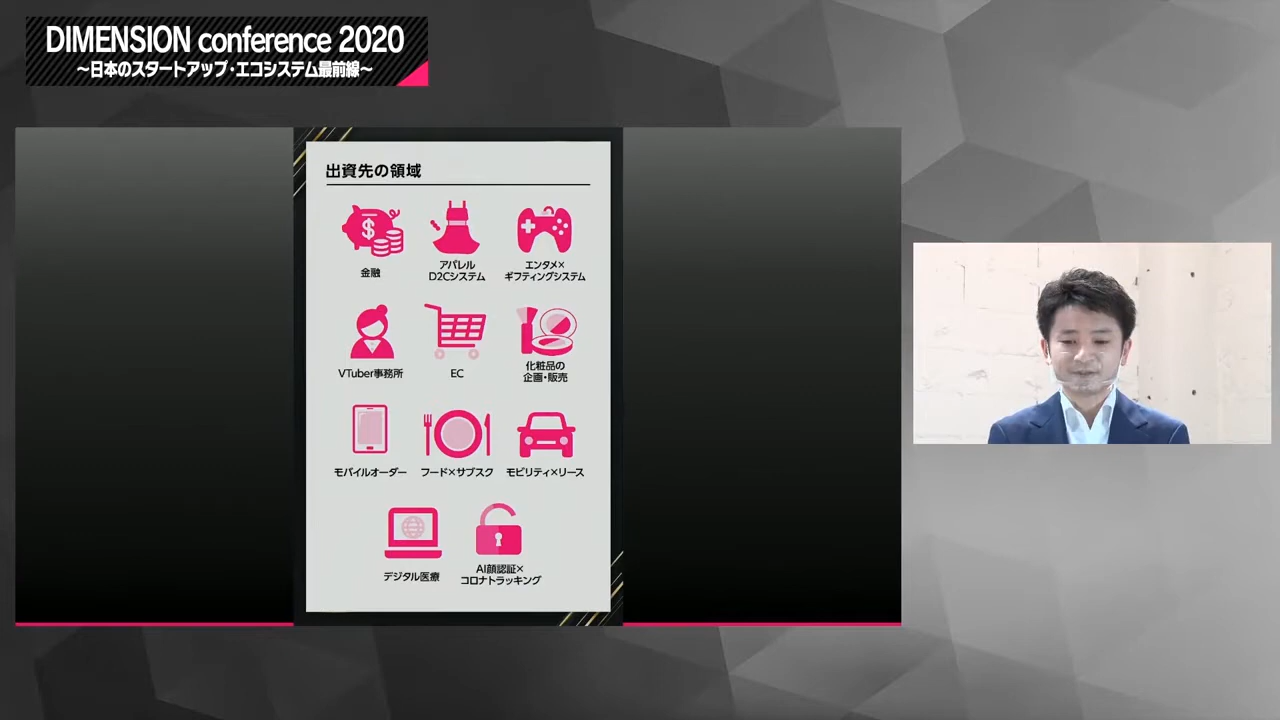 DIMENSION conference 2020
～日本のスタートアップ・エコシステム最前線～
出資先の領域
金融
アパレル
D2Cシステム
エンタメ×
ギフティングシステム
VTuber事務所
EC
化粧品の
企画・販売
モバイルオーダー
フード×サブスク
モビリティ×リース
デジタル医療
AI顔認証×
コロナトラッキング